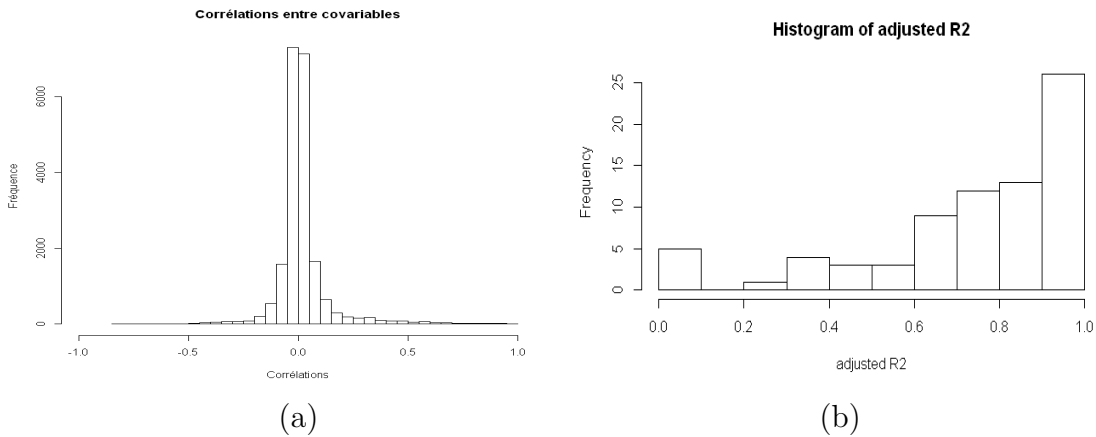 Corrélations entre covariables
Fréquence
6000
4000
2000
0
-1.0 -0.5 0.0 0.5 1.0
Corrélations
(a)
Histogram of adjusted R2
Frequency
25
20
15
10
5
0
0.0 0.2 0.4 0.6 0.8 1.0
adjusted R2
(b)